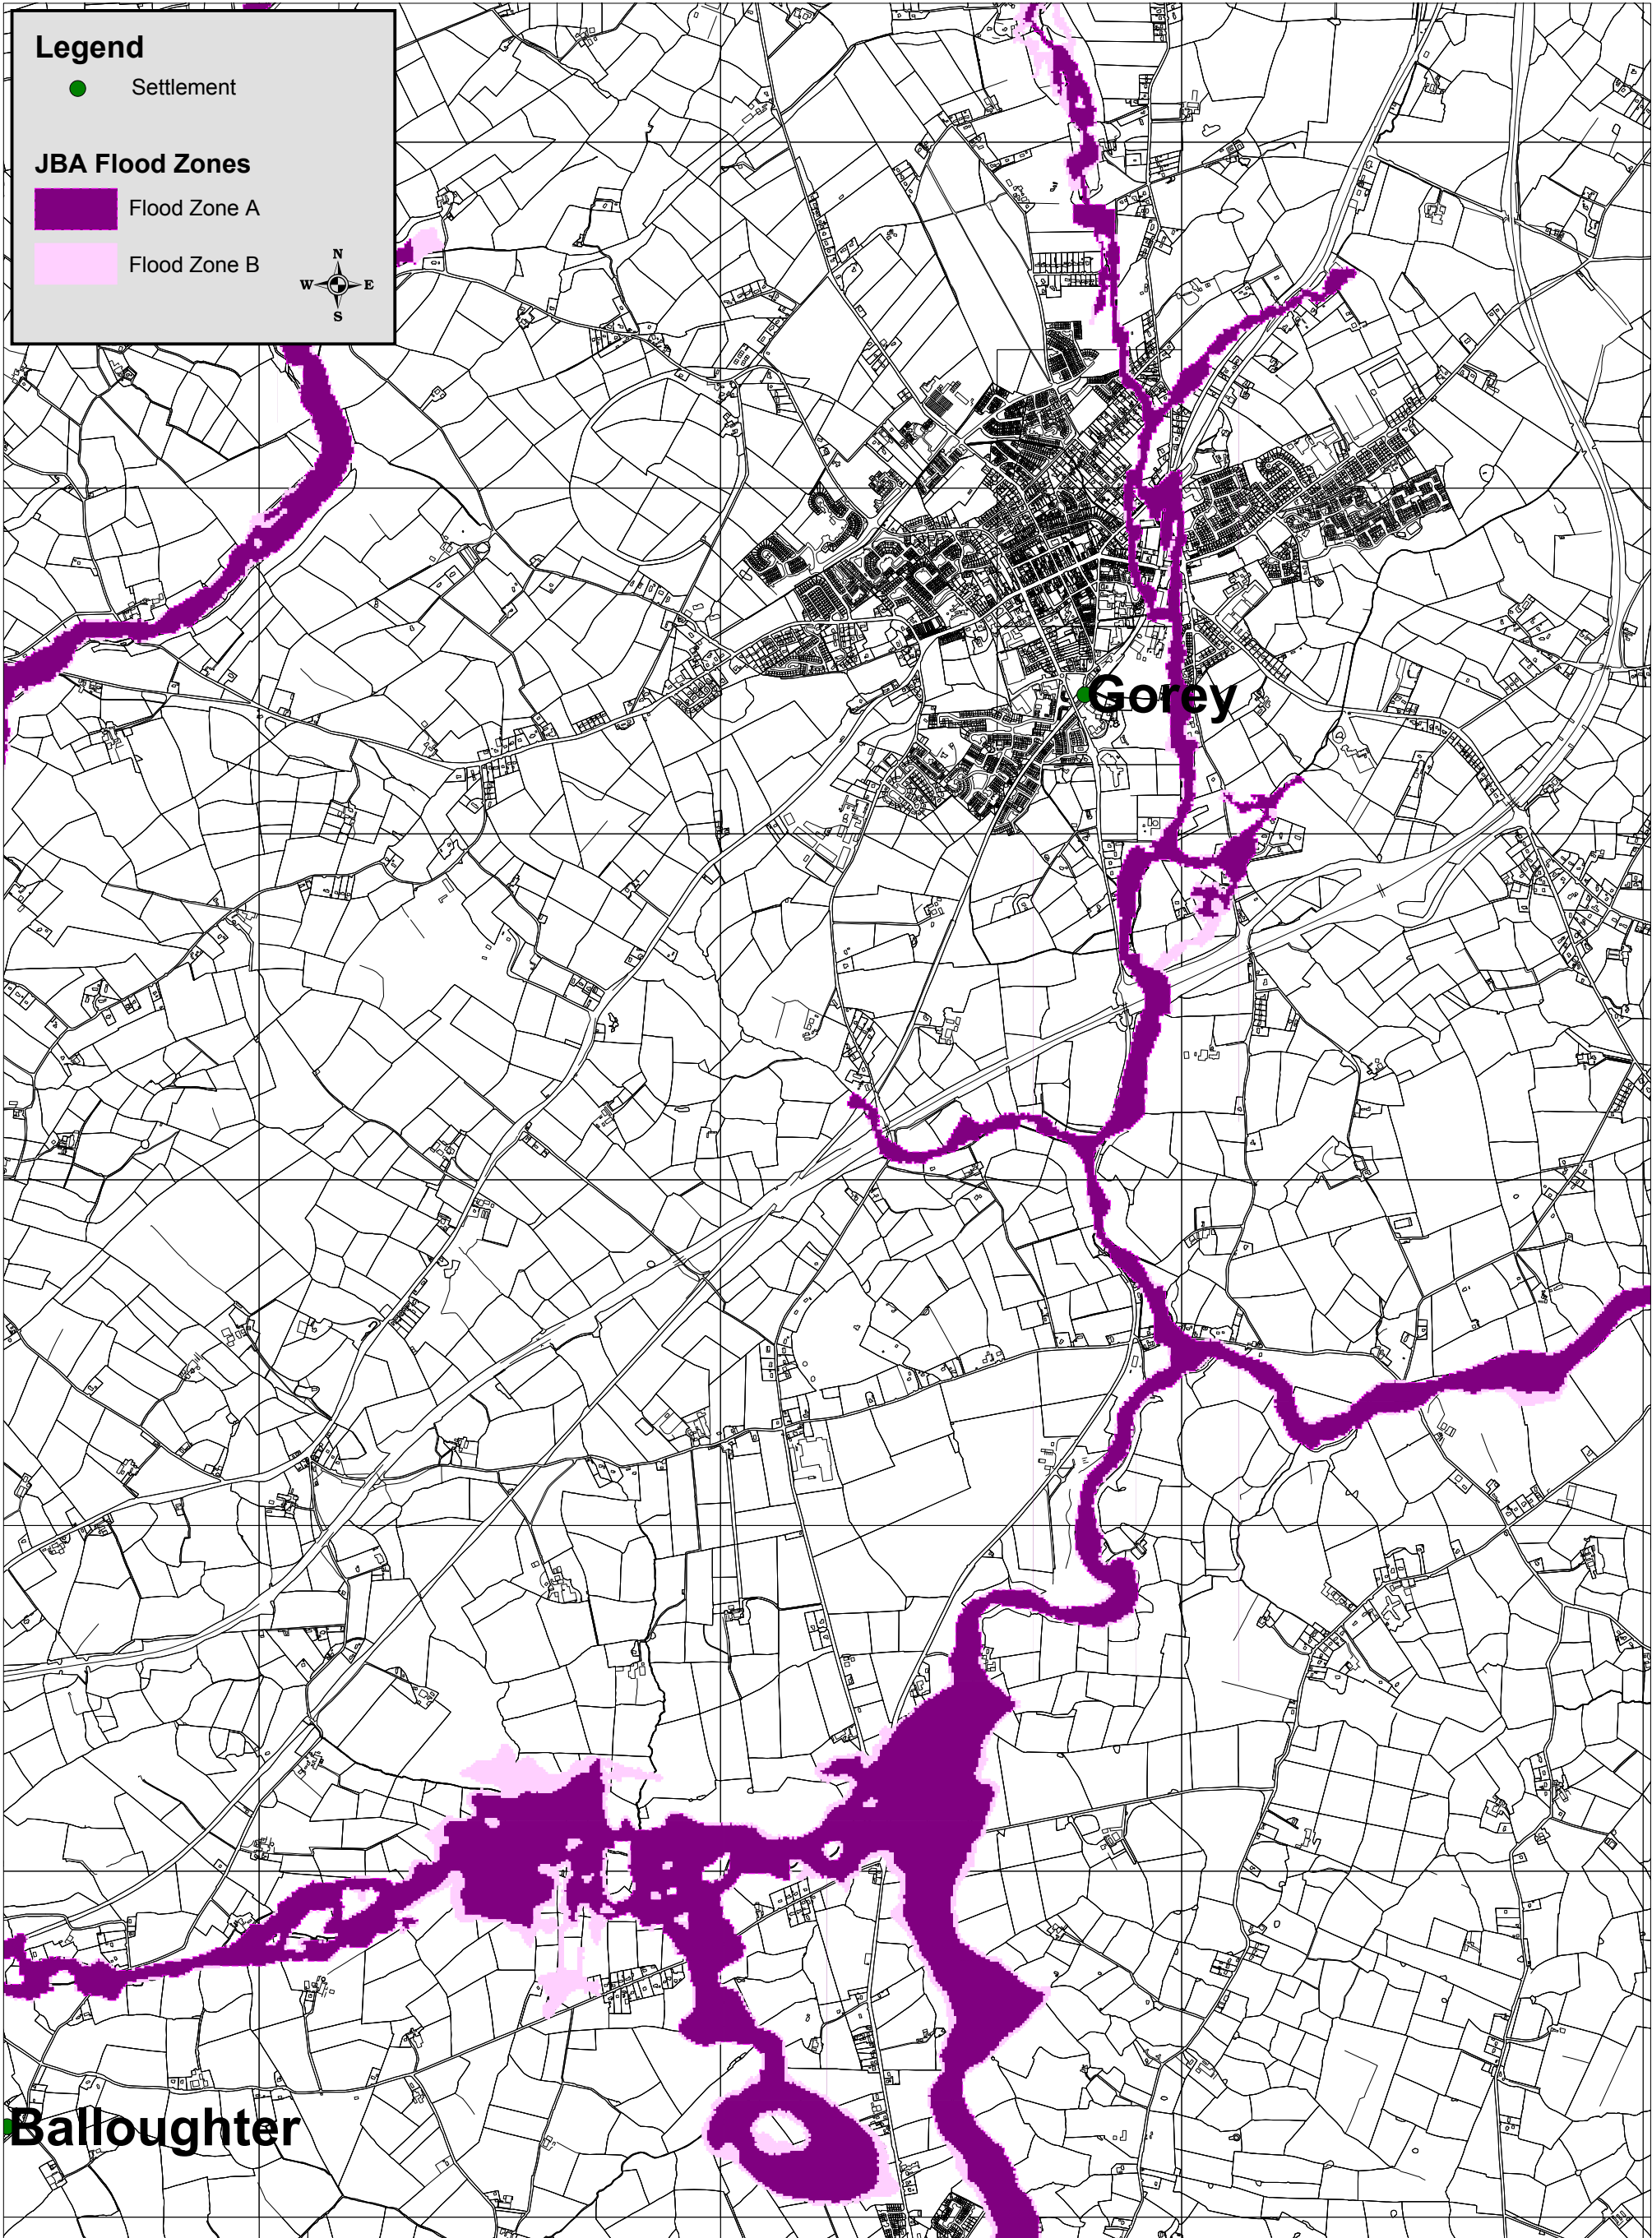 Legend
Settlement
JBA Flood Zones
Flood Zone A
Flood Zone B
N
W E
S
Gorey
Balloughter